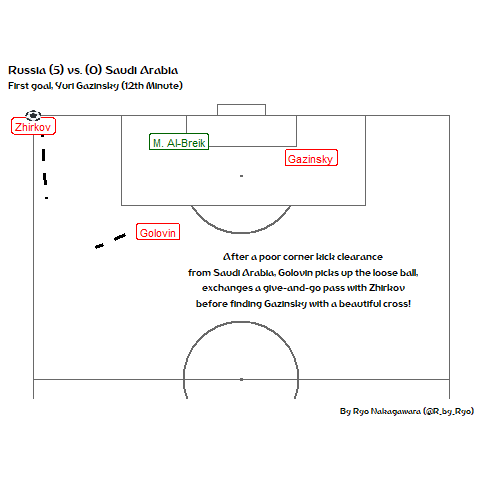 Russia (5) vs. (0) Saudi Arabia
First goal, Yuri Gazinsky (12th Minute)
Zhirkov
M. Al-Breik
Gazinsky
Golovin
After a poor corner kick clearance
from Saudi Arabia, Golovin picks up the loose ball,
exchanges a give-and-go pass with Zhirkov
before finding Gazinsky with a beautiful cross!
By Ryo Nakagawara (@R_by_Ryo)